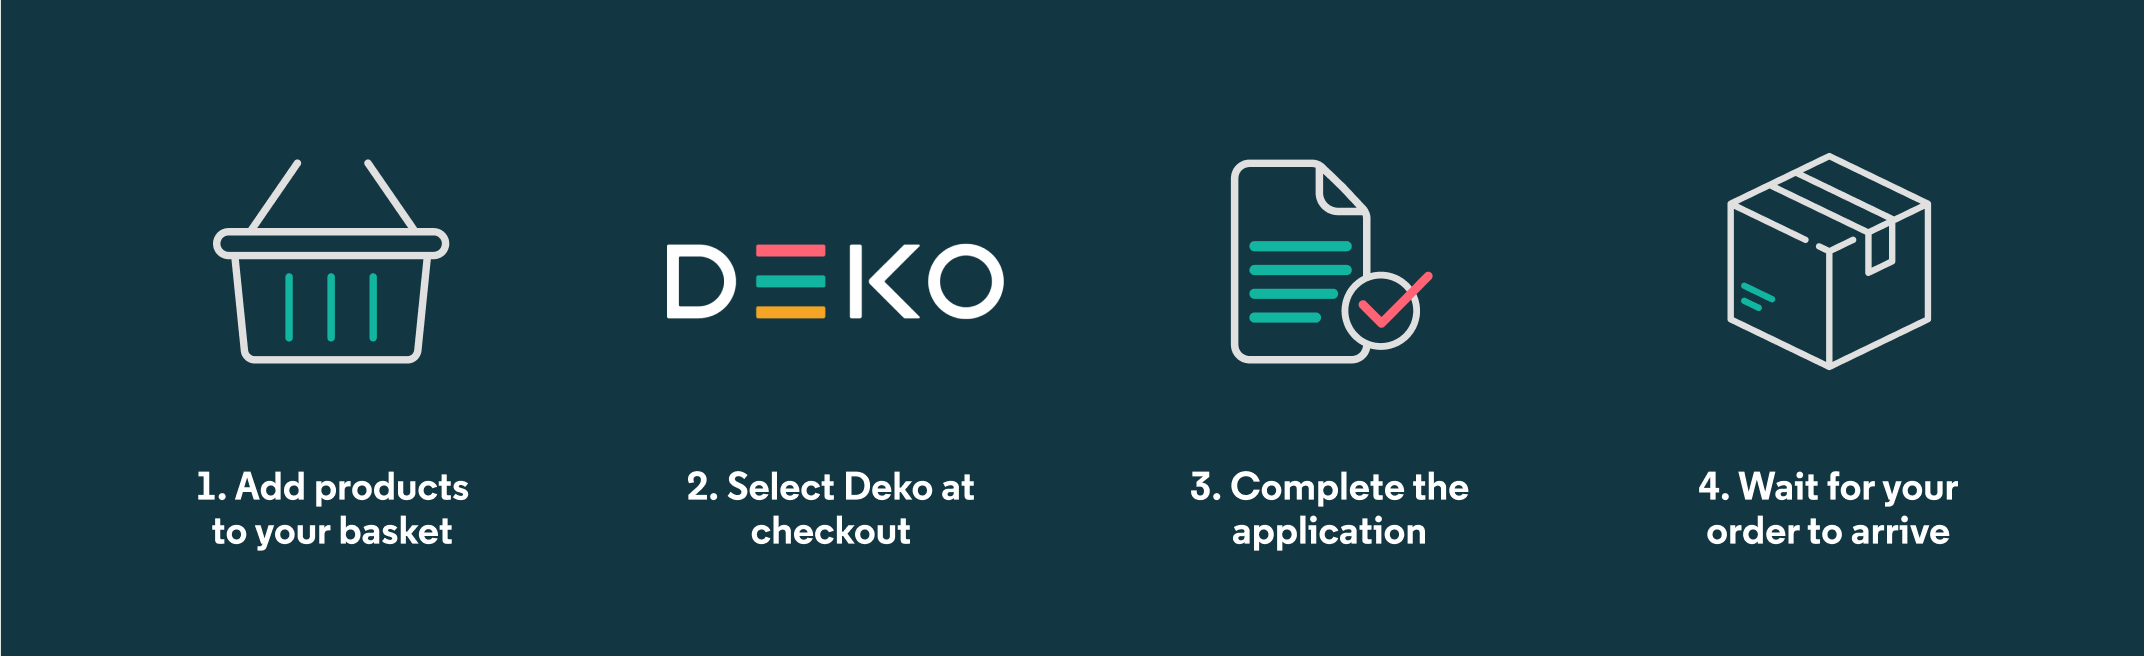 DEKO
1. Add products
to your basket
2. Select Deko at
checkout
3. Complete the
application
4. Wait for your
order to arrive